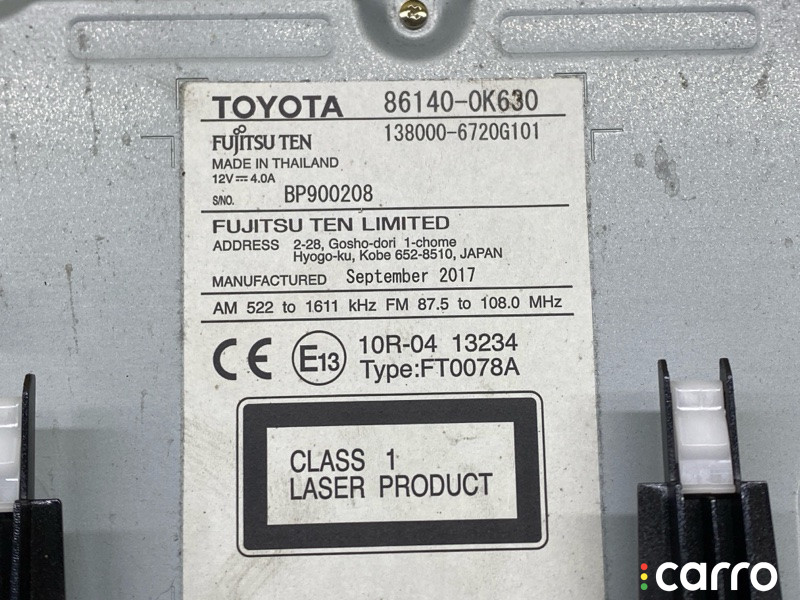 TOYOTA 86140-0K630
FUJITSU TEN 138000-6720G101
MADE IN THAILAND
12V⎓4.0A
S/NO. BP900208
FUJITSU TEN LIMITED
ADDRESS 2-28, Gosho-dori 1-chome
Hyogo-ku, Kobe 652-8510, JAPAN
MANUFACTURED September 2017
AM 522 to 1611 kHz FM 87.5 to 108.0 MHz
CE E13 10R-04 13234
Type:FT0078A
CLASS 1
LASER PRODUCT
carro